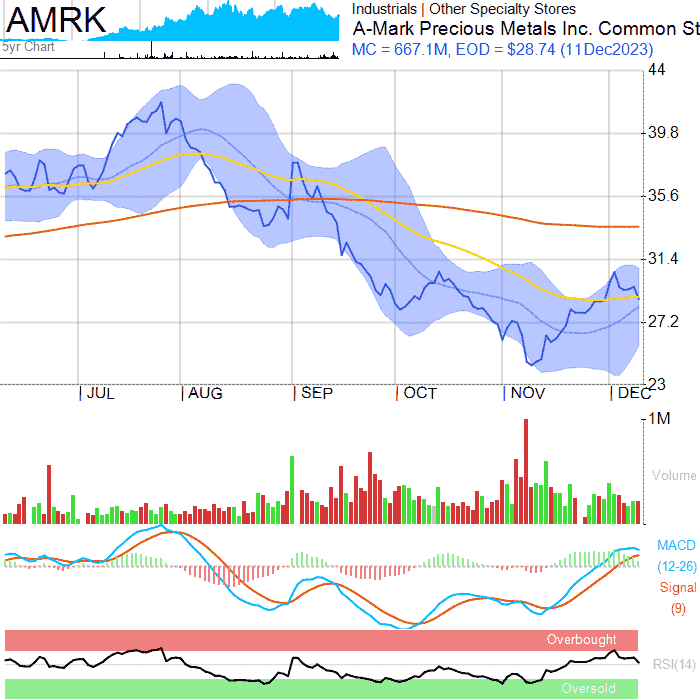 AMRK
5yr Chart
Industrials | Other Specialty Stores
A-Mark Precious Metals Inc. Common St
MC = 667.1M, EOD = $28.74 (11Dec2023)
44
39.8
35.6
31.4
27.2
23
JUL AUG SEP OCT NOV DEC
1M
Volume
MACD
(12-26)
Signal
(9)
Overbought
RSI(14)
Oversold